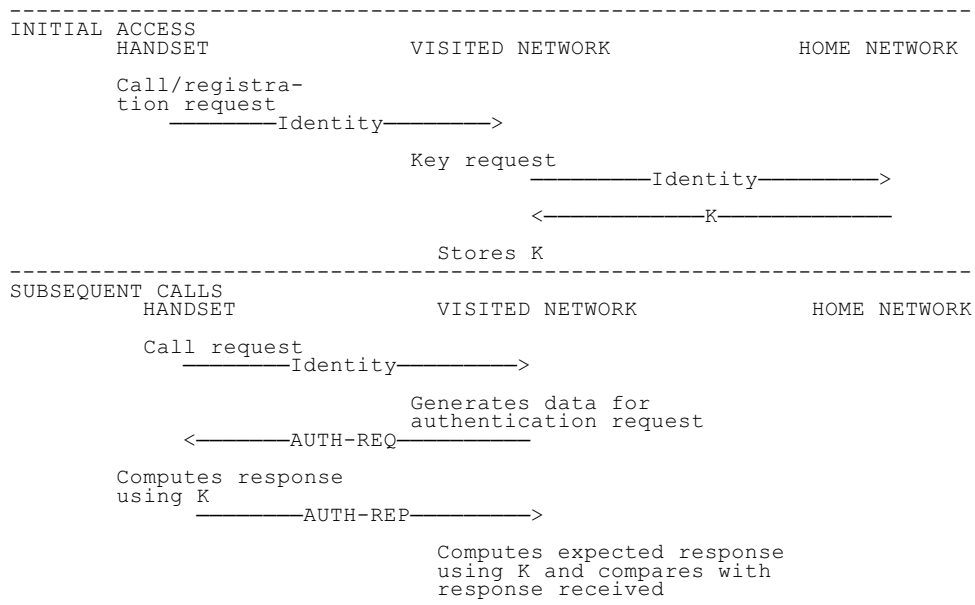 INITIAL ACCESS
HANDSET VISITED NETWORK HOME NETWORK
Call/registra-
tion request
Identity
Key request
Identity
K
Stores K
SUBSEQUENT CALLS
HANDSET VISITED NETWORK HOME NETWORK
Call request
Identity
Generates data for
authentication request
AUTH-REQ
Computes response
using K
AUTH-REP
Computes expected response
using K and compares with
response received